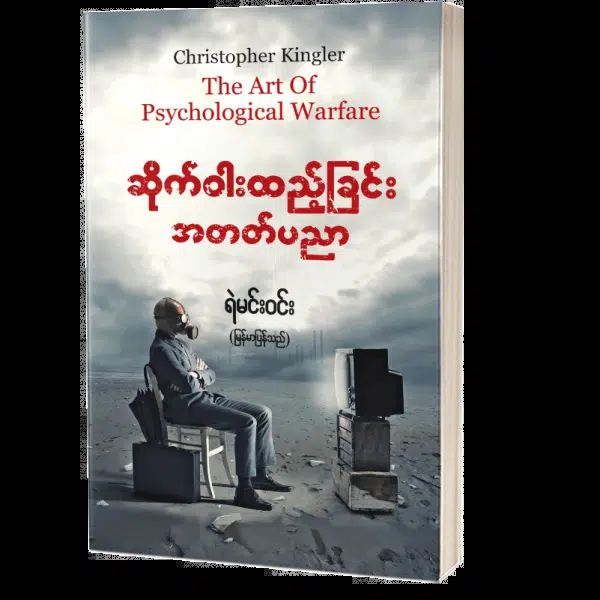 Christopher Kingler
The Art Of
Psychological Warfare
ဆိုက်ဝါးထည့်ခြင်း
အတတ်ပညာ
ရဲမင်းဝင်း
(မြန်မာပြန်သည်)